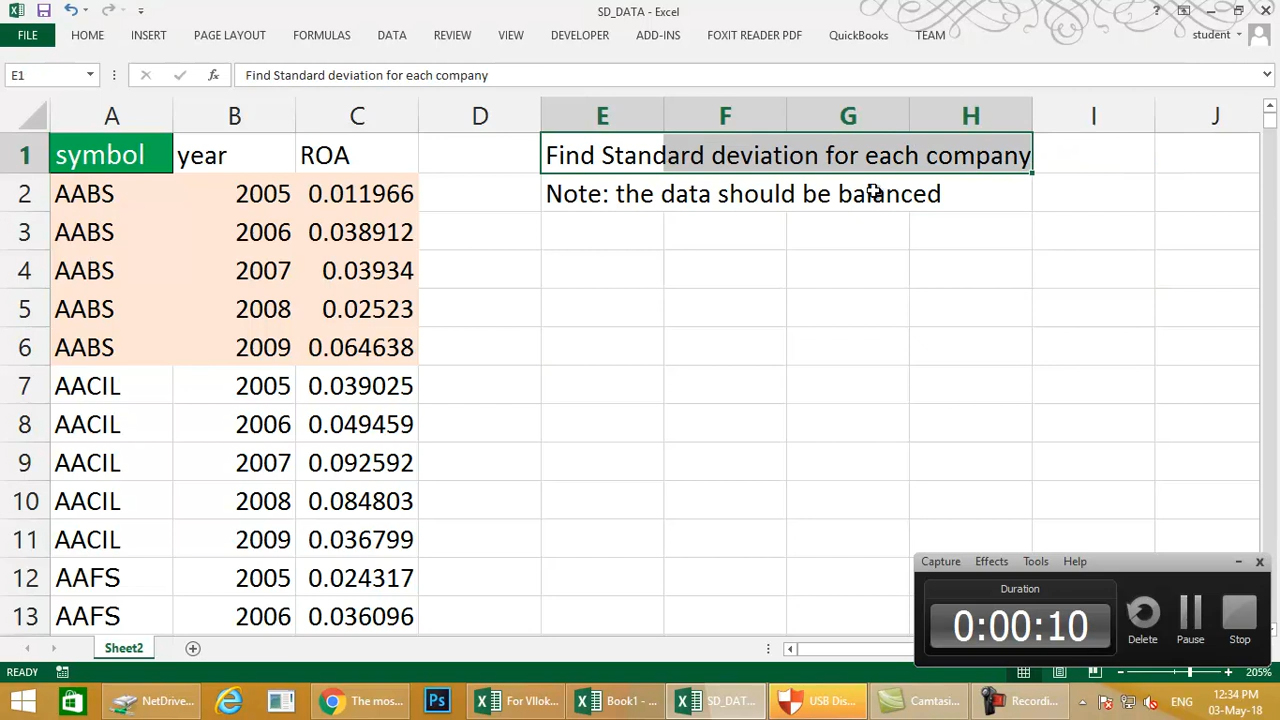 SD_DATA - Excel
?
FILE HOME INSERT PAGE LAYOUT FORMULAS DATA REVIEW VIEW DEVELOPER ADD-INS FOXIT READER PDF QuickBooks TEAM student
E1 fx Find Standard deviation for each company
A B C D E F G H I J
1 symbol year ROA Find Standard deviation for each company
2 AABS 2005 0.011966 Note: the data should be balanced
3 AABS 2006 0.038912
4 AABS 2007 0.03934
5 AABS 2008 0.02523
6 AABS 2009 0.064638
7 AACIL 2005 0.039025
8 AACIL 2006 0.049459
9 AACIL 2007 0.092592
10 AACIL 2008 0.084803
11 AACIL 2009 0.036799
12 AAFS 2005 0.024317
13 AAFS 2006 0.036096
Capture Effects Tools Help
Duration
0:00:10
Delete Pause Stop
Sheet2
READY 205%
NetDrive... The mos... Ps For Vllok... Book1 - ... SD_DAT... USB Dis... Camtasi... Recordi... ENG 12:34 PM
03-May-18